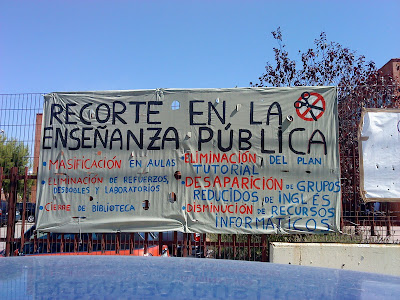 RECORTE EN LA
ENSEÑANZA PÚBLICA
• MASIFICACIÓN EN AULAS
• ELIMINACIÓN DE REFUERZOS,
DESDOBLES Y LABORATORIOS
• CIERRE DE BIBLIOTECA
• ELIMINACIÓN DEL PLAN
TUTORIAL
• DESAPARICIÓN DE GRUPOS
REDUCIDOS DE INGLÉS
• DISMINUCIÓN DE RECURSOS
INFORMÁTICOS